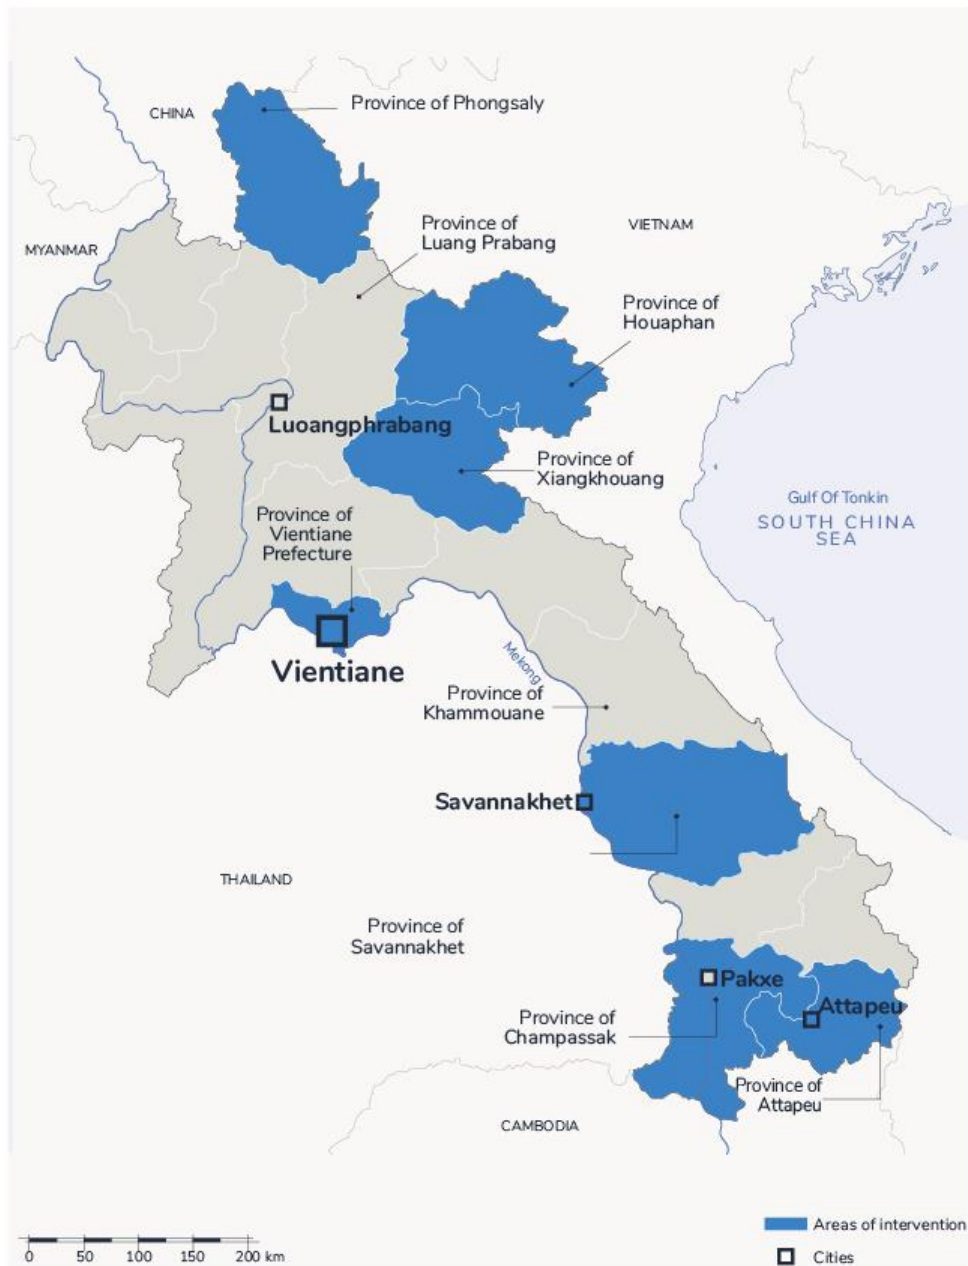 CHINA
Province of Phongsaly
Province of
Luang Prabang
VIETNAM
MYANMAR
Province of
Houaphan
Luoangphrabang
Province of
Xiangkhouang
Gulf Of Tonkin
SOUTH CHINA
SEA
Province of
Vientiane
Prefecture
Vientiane
Mekong
Province of
Khammouane
Savannakhet
THAILAND
Province of
Savannakhet
Pakxe
Attapeu
Province of
Champassak
Province of
Attapeu
CAMBODIA
Areas of intervention
0 50 100 150 200 km
Cities